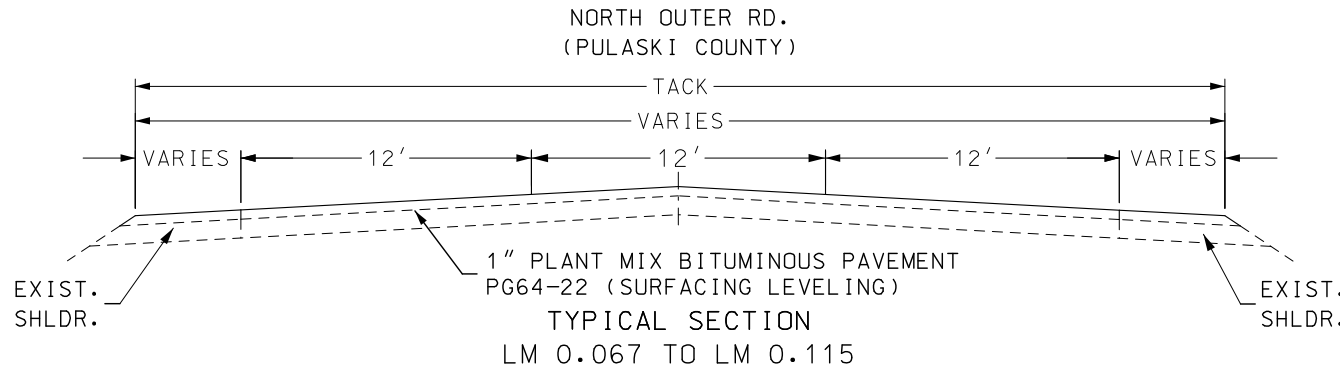 NORTH OUTER RD.
(PULASKI COUNTY)
TACK
VARIES
VARIES 12' 12' 12' VARIES
1" PLANT MIX BITUMINOUS PAVEMENT
PG64-22 (SURFACING LEVELING)
EXIST.
SHLDR.
EXIST.
SHLDR.
TYPICAL SECTION
LM 0.067 TO LM 0.115